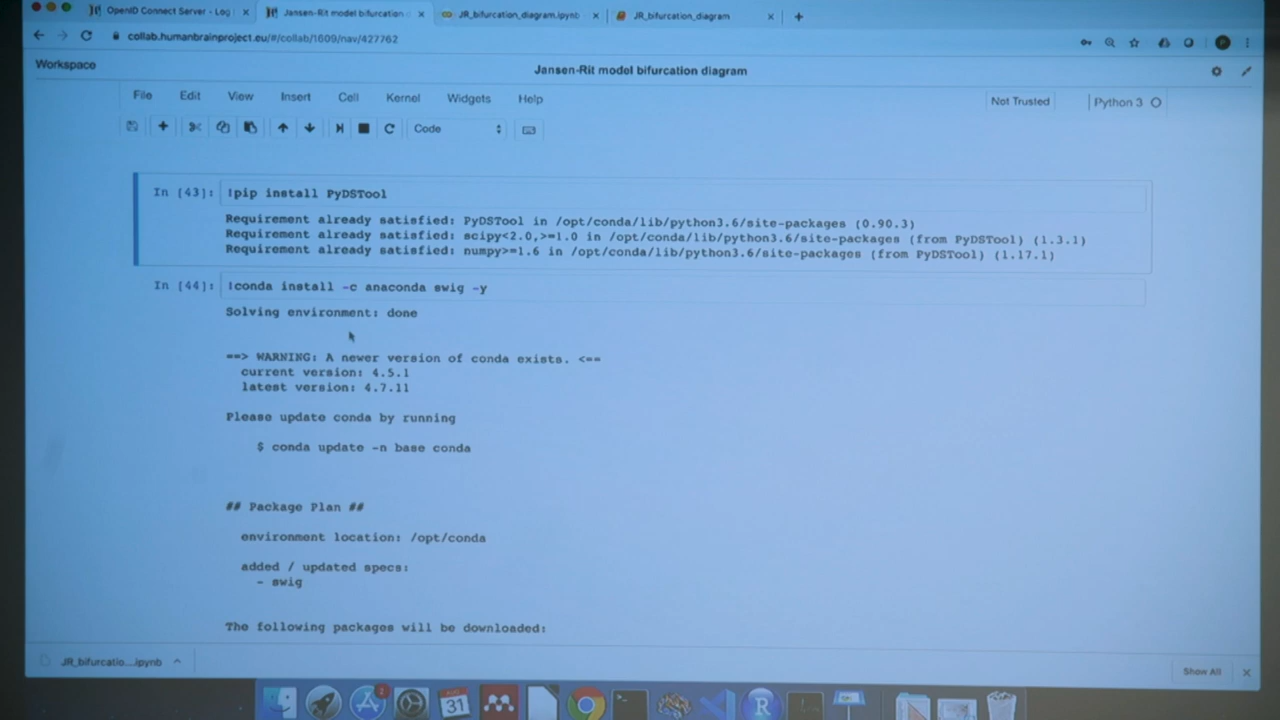 OpenID Connect Server - Log
Jansen-Rit model bifurcation
JR_bifurcation_diagram.ipynb
JR_bifurcation_diagram
collab.humanbrainproject.eu/#/collab/1609/nav/427762
Workspace
Jansen-Rit model bifurcation diagram
File Edit View Insert Cell Kernel Widgets Help
Not Trusted
Python 3
Code
In [43]: !pip install PyDSTool
Requirement already satisfied: PyDSTool in /opt/conda/lib/python3.6/site-packages (0.90.3)
Requirement already satisfied: scipy<2.0,>=1.0 in /opt/conda/lib/python3.6/site-packages (from PyDSTool) (1.3.1)
Requirement already satisfied: numpy>=1.6 in /opt/conda/lib/python3.6/site-packages (from PyDSTool) (1.17.1)
In [44]: !conda install -c anaconda swig -y
Solving environment: done
==> WARNING: A newer version of conda exists. <==
current version: 4.5.1
latest version: 4.7.11
Please update conda by running
$ conda update -n base conda
## Package Plan ##
environment location: /opt/conda
added / updated specs:
- swig
The following packages will be downloaded:
JR_bifurcatio...ipynb
Show All
31
R